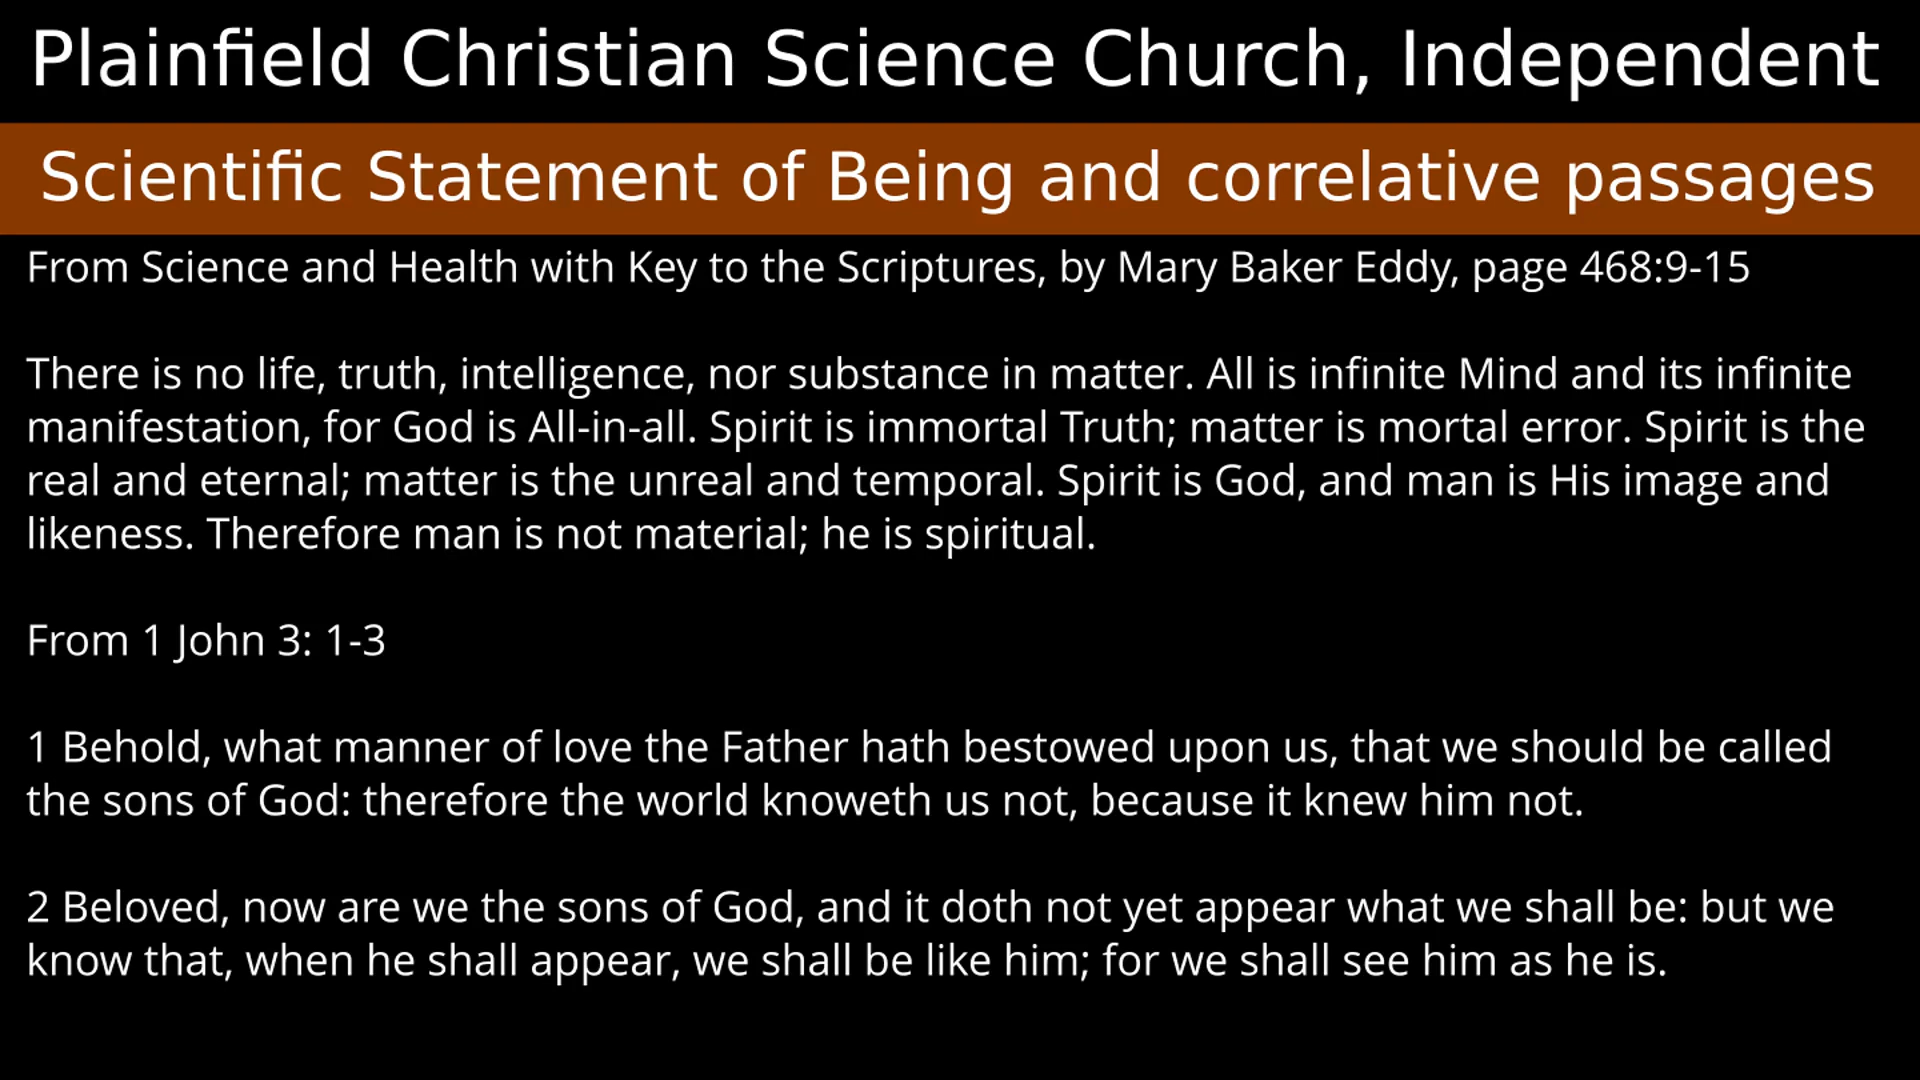 Plainfield Christian Science Church, Independent
Scientific Statement of Being and correlative passages
From Science and Health with Key to the Scriptures, by Mary Baker Eddy, page 468:9-15
There is no life, truth, intelligence, nor substance in matter. All is infinite Mind and its infinite
manifestation, for God is All-in-all. Spirit is immortal Truth; matter is mortal error. Spirit is the
real and eternal; matter is the unreal and temporal. Spirit is God, and man is His image and
likeness. Therefore man is not material; he is spiritual.
From 1 John 3: 1-3
1 Behold, what manner of love the Father hath bestowed upon us, that we should be called
the sons of God: therefore the world knoweth us not, because it knew him not.
2 Beloved, now are we the sons of God, and it doth not yet appear what we shall be: but we
know that, when he shall appear, we shall be like him; for we shall see him as he is.